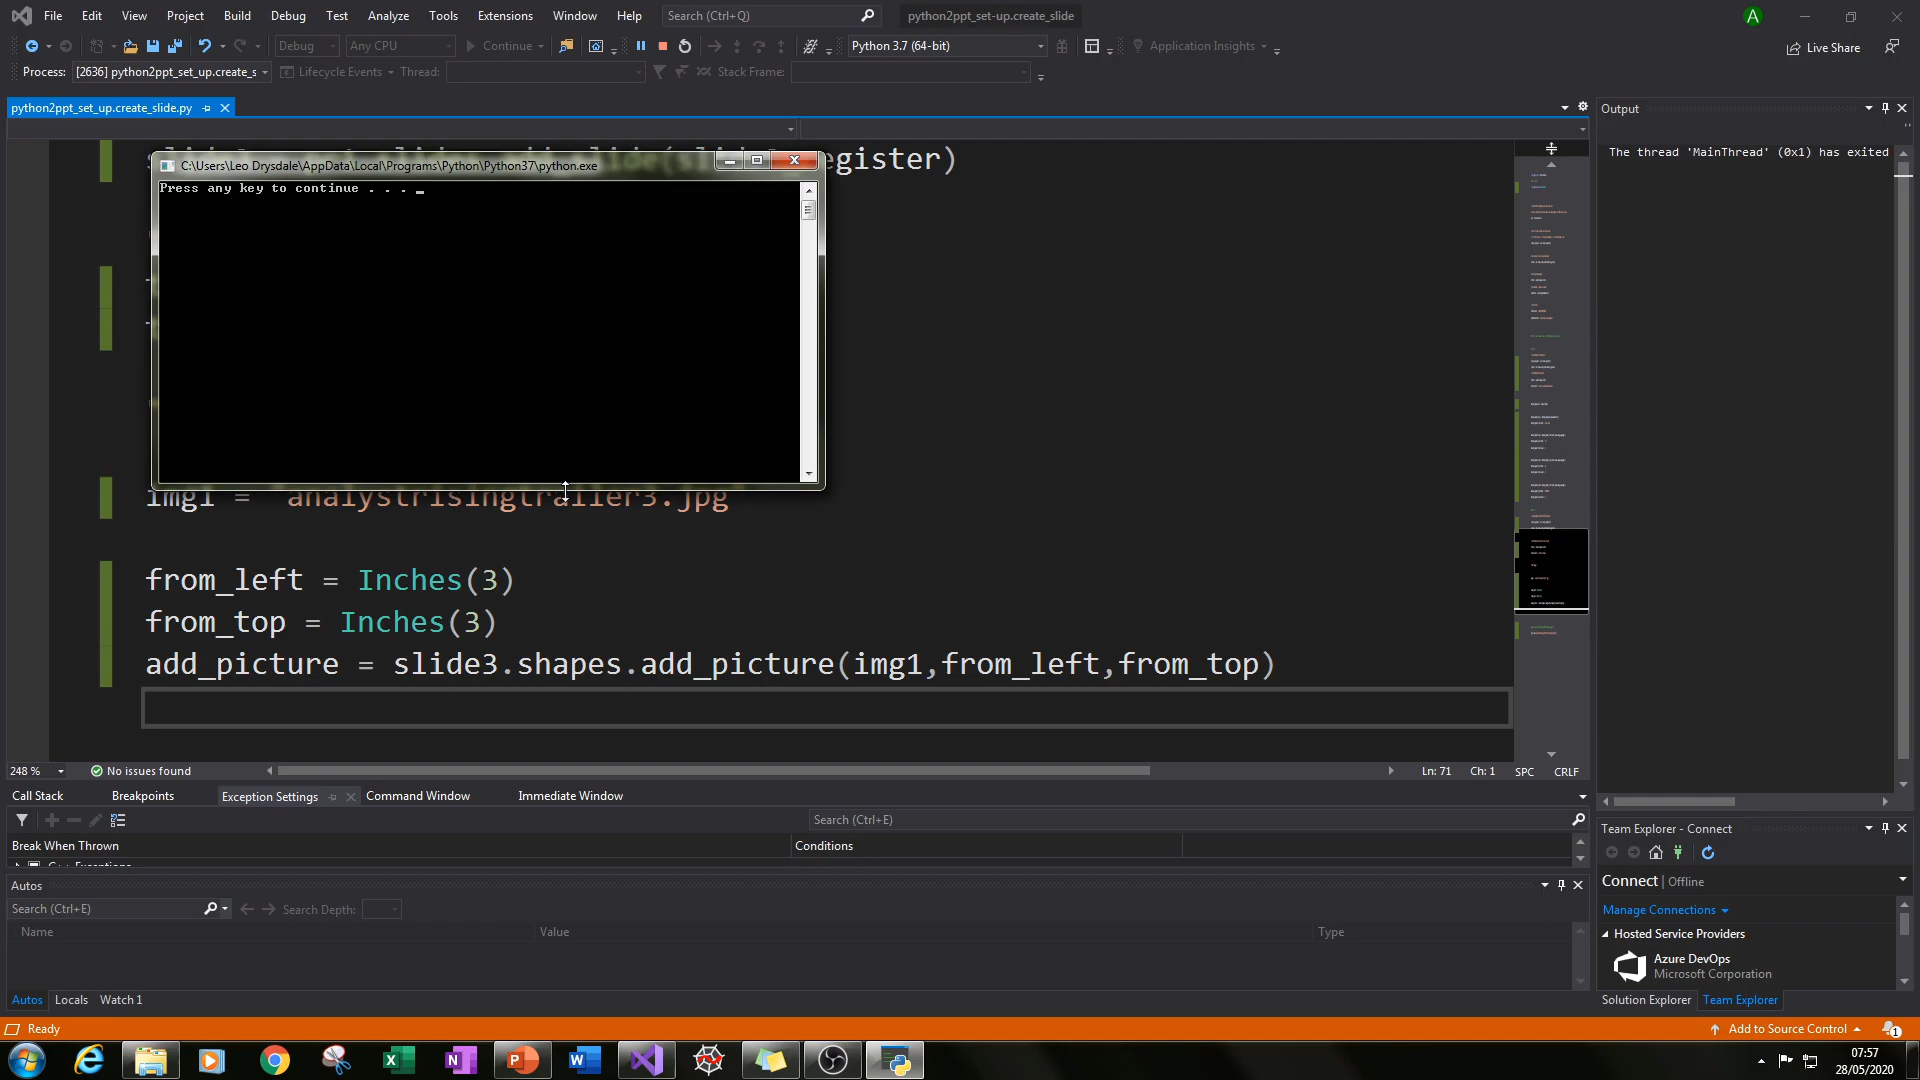 File Edit View Project Build Debug Test Analyze Tools Extensions Window Help Search (Ctrl+Q) python2ppt_set-up.create_slide A
Debug Any CPU Continue Python 3.7 (64-bit) Application Insights Live Share
Process: [2636] python2ppt_set_up.create_s Lifecycle Events Thread: Stack Frame:
python2ppt_set_up.create_slide.py
Output
The thread 'MainThread' (0x1) has exited
egister)
C:\Users\Leo Drysdale\AppData\Local\Programs\Python\Python37\python.exe
Press any key to continue . . . _
img1 = "analystrisingtrailer3.jpg"
from_left = Inches(3)
from_top = Inches(3)
add_picture = slide3.shapes.add_picture(img1,from_left,from_top)
248 % No issues found Ln: 71 Ch: 1 SPC CRLF
Call Stack Breakpoints Exception Settings Command Window Immediate Window
Search (Ctrl+E)
Break When Thrown Conditions
C++ Exceptions
Autos
Search (Ctrl+E) Search Depth:
Name Value Type
Autos Locals Watch 1
Team Explorer - Connect
Connect | Offline
Manage Connections
Hosted Service Providers
Azure DevOps
Microsoft Corporation
Solution Explorer Team Explorer
Ready Add to Source Control 1
07:57
28/05/2020